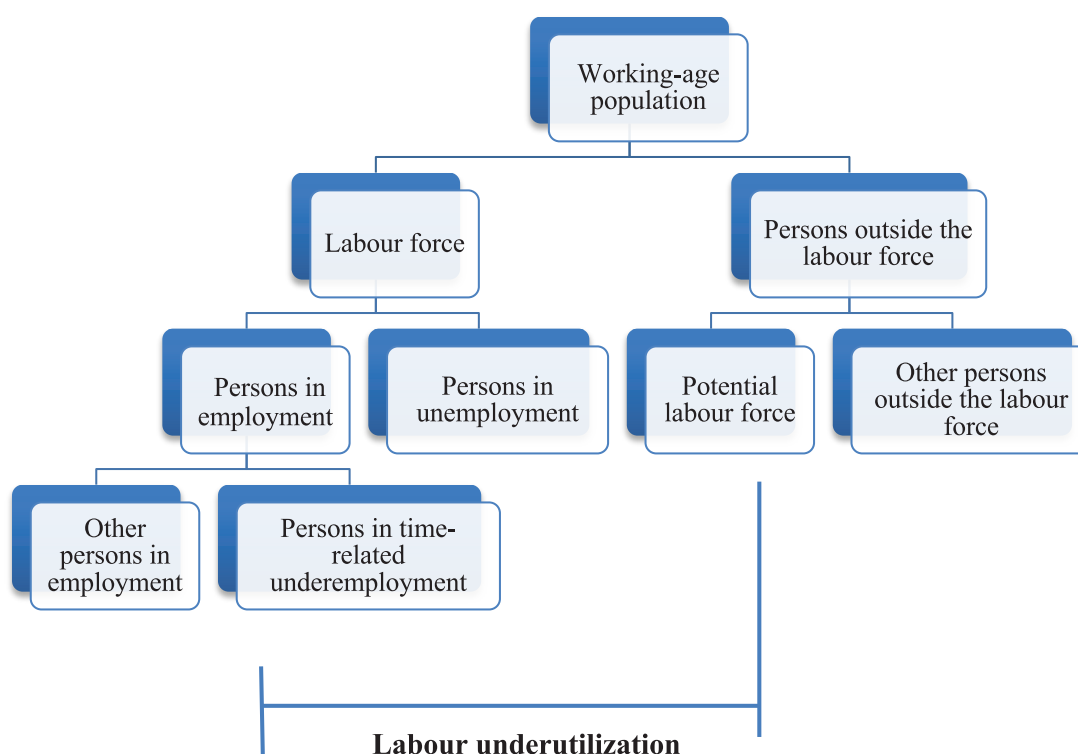 Working-age
population
Labour force
Persons outside the
labour force
Persons in
employment
Persons in
unemployment
Potential
labour force
Other persons
outside the labour
force
Other
persons in
employment
Persons in time-
related
underemployment
Labour underutilization